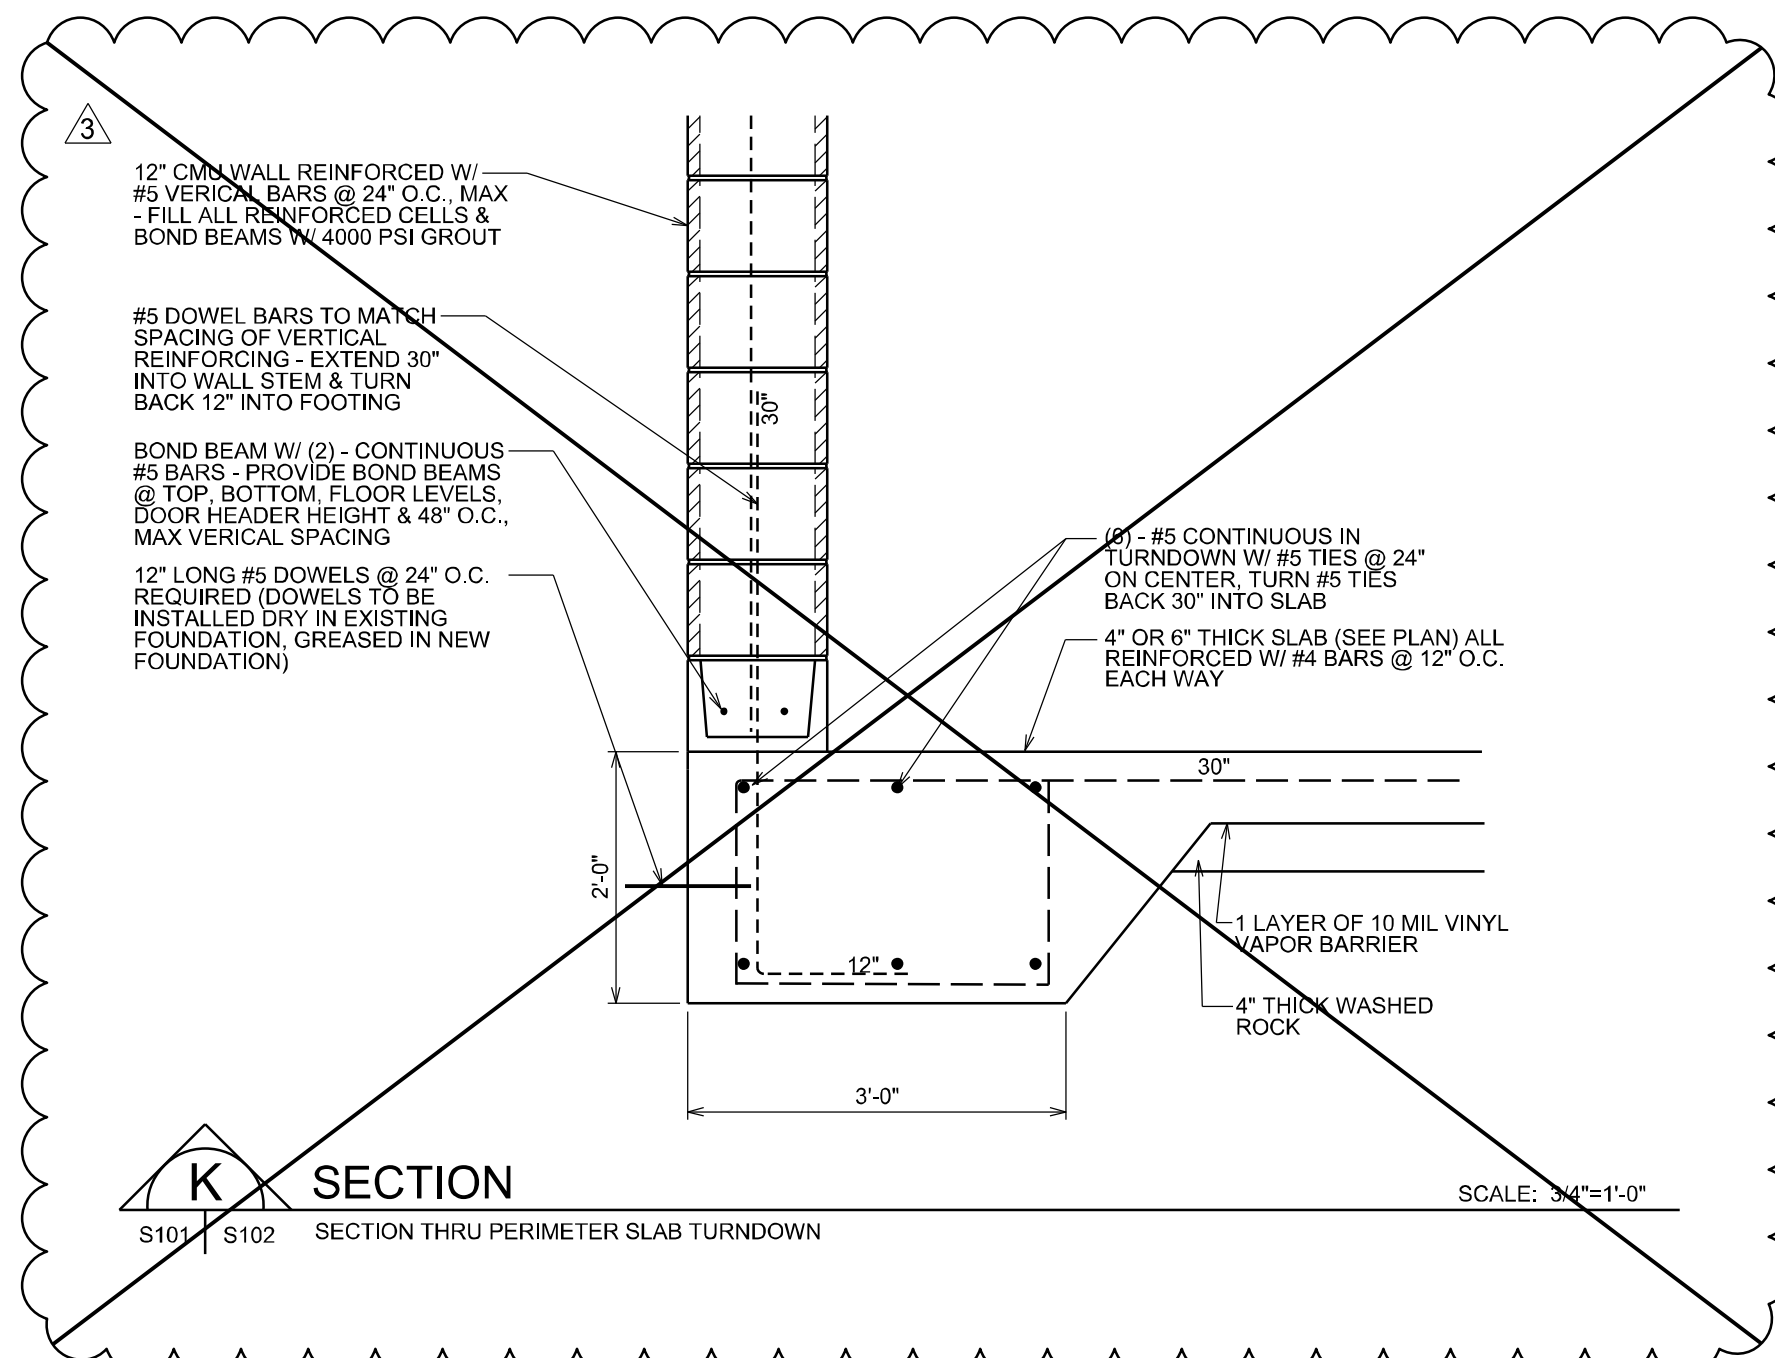 3
12" CMU WALL REINFORCED W/
#5 VERICAL BARS @ 24" O.C., MAX
- FILL ALL REINFORCED CELLS &
BOND BEAMS W/ 4000 PSI GROUT
#5 DOWEL BARS TO MATCH
SPACING OF VERTICAL
REINFORCING - EXTEND 30"
INTO WALL STEM & TURN
BACK 12" INTO FOOTING
BOND BEAM W/ (2) - CONTINUOUS
#5 BARS - PROVIDE BOND BEAMS
@ TOP, BOTTOM, FLOOR LEVELS,
DOOR HEADER HEIGHT & 48" O.C.,
MAX VERICAL SPACING
12" LONG #5 DOWELS @ 24" O.C.
REQUIRED (DOWELS TO BE
INSTALLED DRY IN EXISTING
FOUNDATION, GREASED IN NEW
FOUNDATION)
30"
(6) - #5 CONTINUOUS IN
TURNDOWN W/ #5 TIES @ 24"
ON CENTER, TURN #5 TIES
BACK 30" INTO SLAB
4" OR 6" THICK SLAB (SEE PLAN) ALL
REINFORCED W/ #4 BARS @ 12" O.C.
EACH WAY
30"
2'-0"
12"
1 LAYER OF 10 MIL VINYL
VAPOR BARRIER
4" THICK WASHED
ROCK
3'-0"
K
SECTION
SCALE: 3/4"=1'-0"
S101 S102
SECTION THRU PERIMETER SLAB TURNDOWN